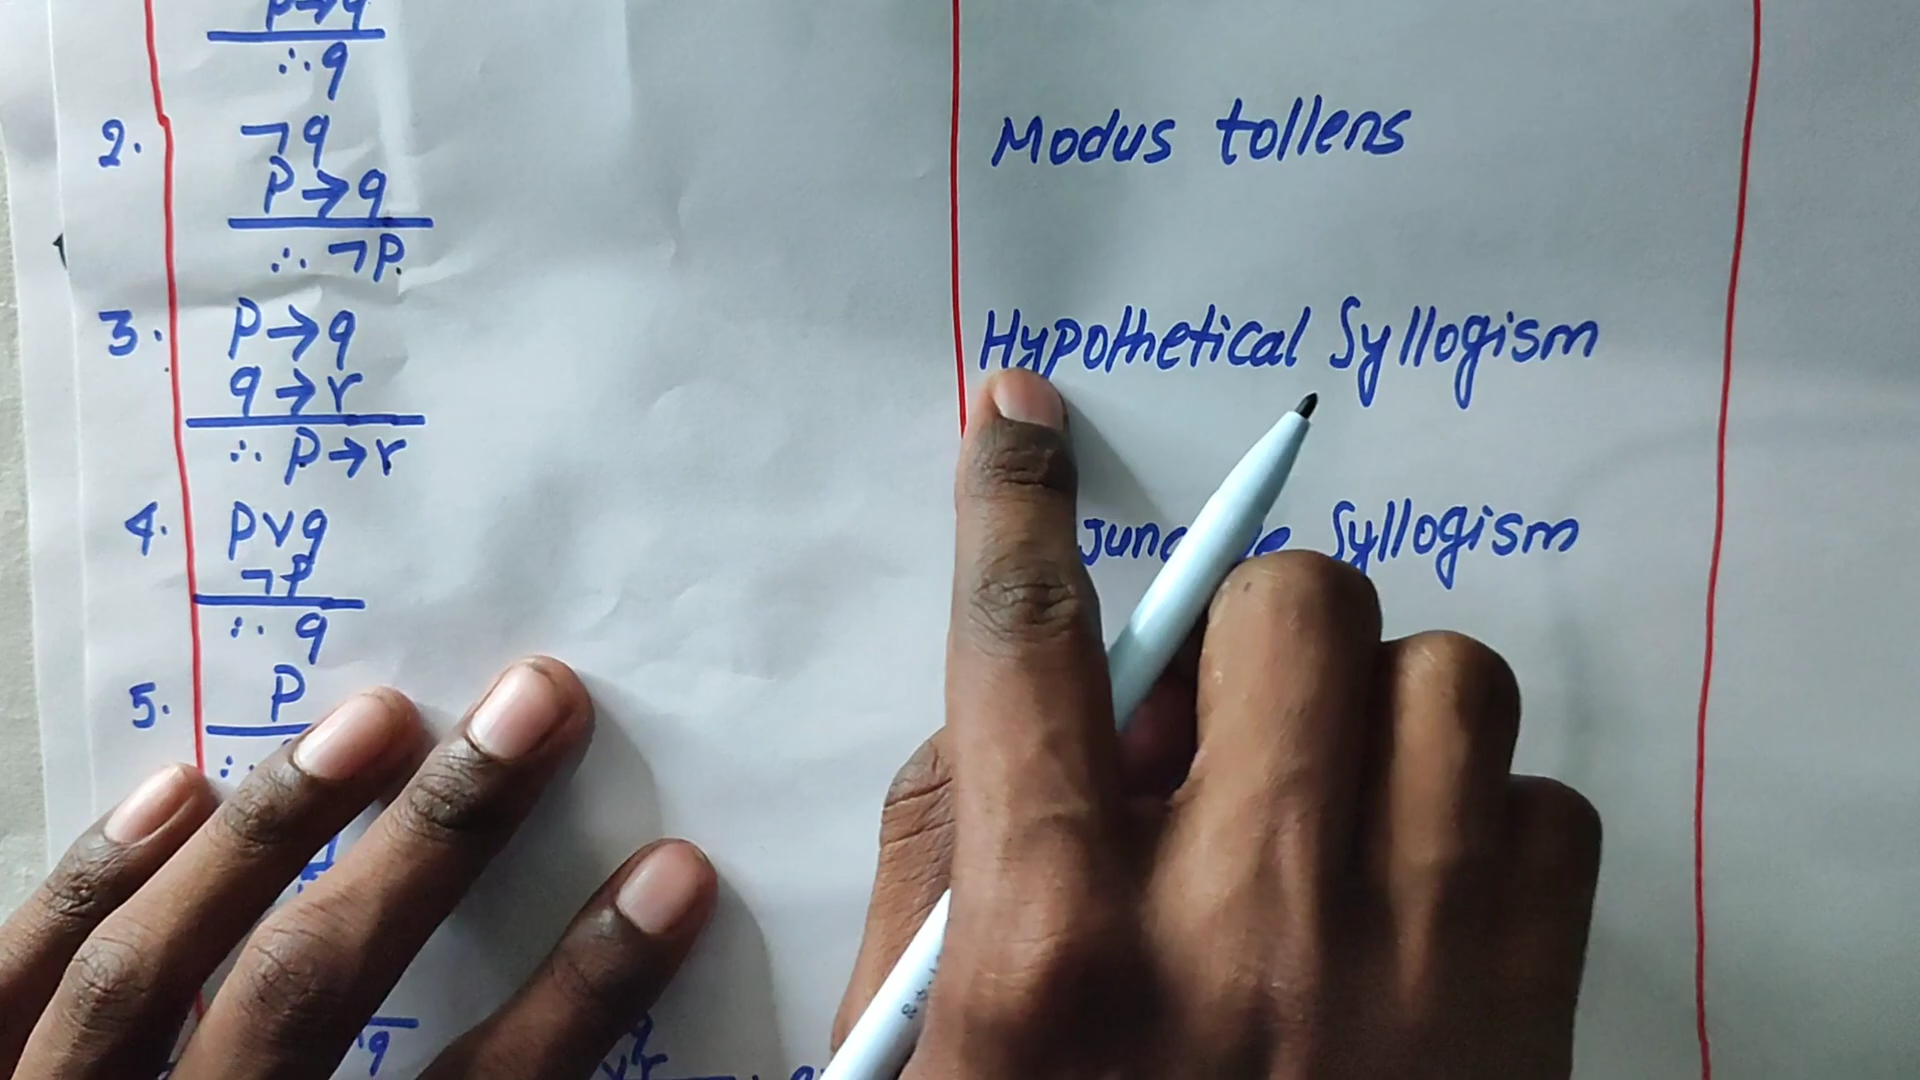 p→q
∴ q
2. ¬q Modus tollens
P→q
∴ ¬P.
3. P→q Hypothetical Syllogism
q→r
∴ P→r
4. P∨q Syllogism
¬P
∴ q
5. P
∴
q
q
∨r